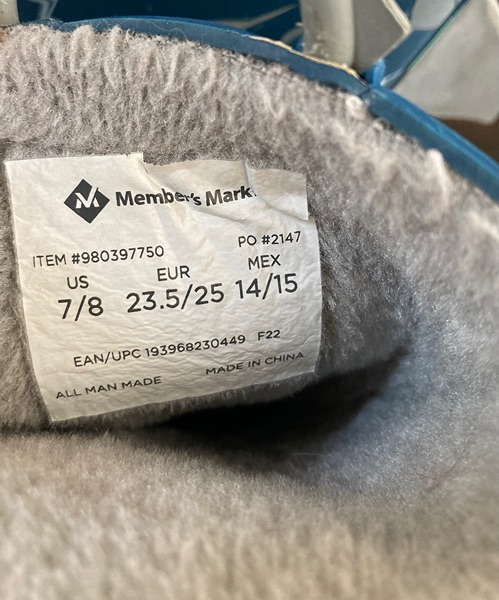 Member's Mark
ITEM #980397750 PO #2147
US EUR MEX
7/8 23.5/25 14/15
EAN/UPC 193968230449 F22
ALL MAN MADE MADE IN CHINA